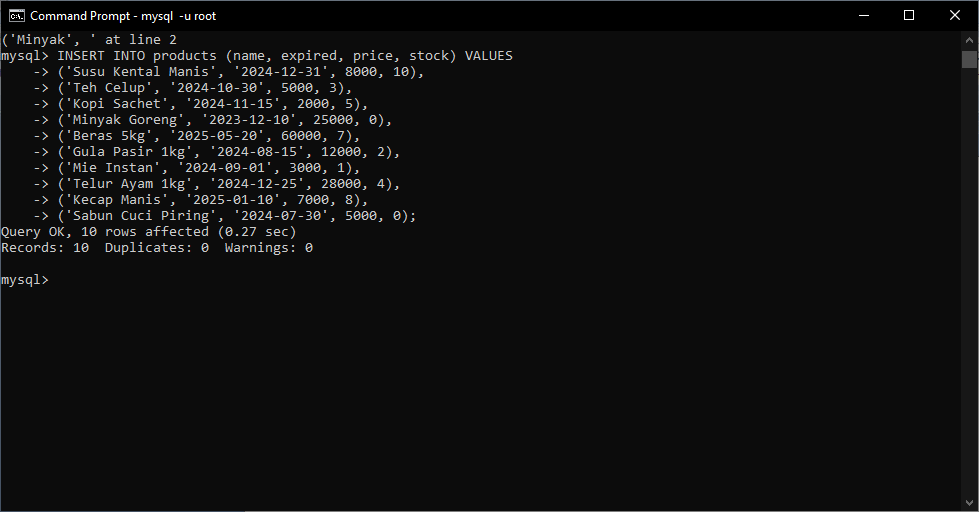 Command Prompt - mysql  -u root
('Minyak', ' at line 2
mysql> INSERT INTO products (name, expired, price, stock) VALUES
    -> ('Susu Kental Manis', '2024-12-31', 8000, 10),
    -> ('Teh Celup', '2024-10-30', 5000, 3),
    -> ('Kopi Sachet', '2024-11-15', 2000, 5),
    -> ('Minyak Goreng', '2023-12-10', 25000, 0),
    -> ('Beras 5kg', '2025-05-20', 60000, 7),
    -> ('Gula Pasir 1kg', '2024-08-15', 12000, 2),
    -> ('Mie Instan', '2024-09-01', 3000, 1),
    -> ('Telur Ayam 1kg', '2024-12-25', 28000, 4),
    -> ('Kecap Manis', '2025-01-10', 7000, 8),
    -> ('Sabun Cuci Piring', '2024-07-30', 5000, 0);
Query OK, 10 rows affected (0.27 sec)
Records: 10  Duplicates: 0  Warnings: 0
mysql>